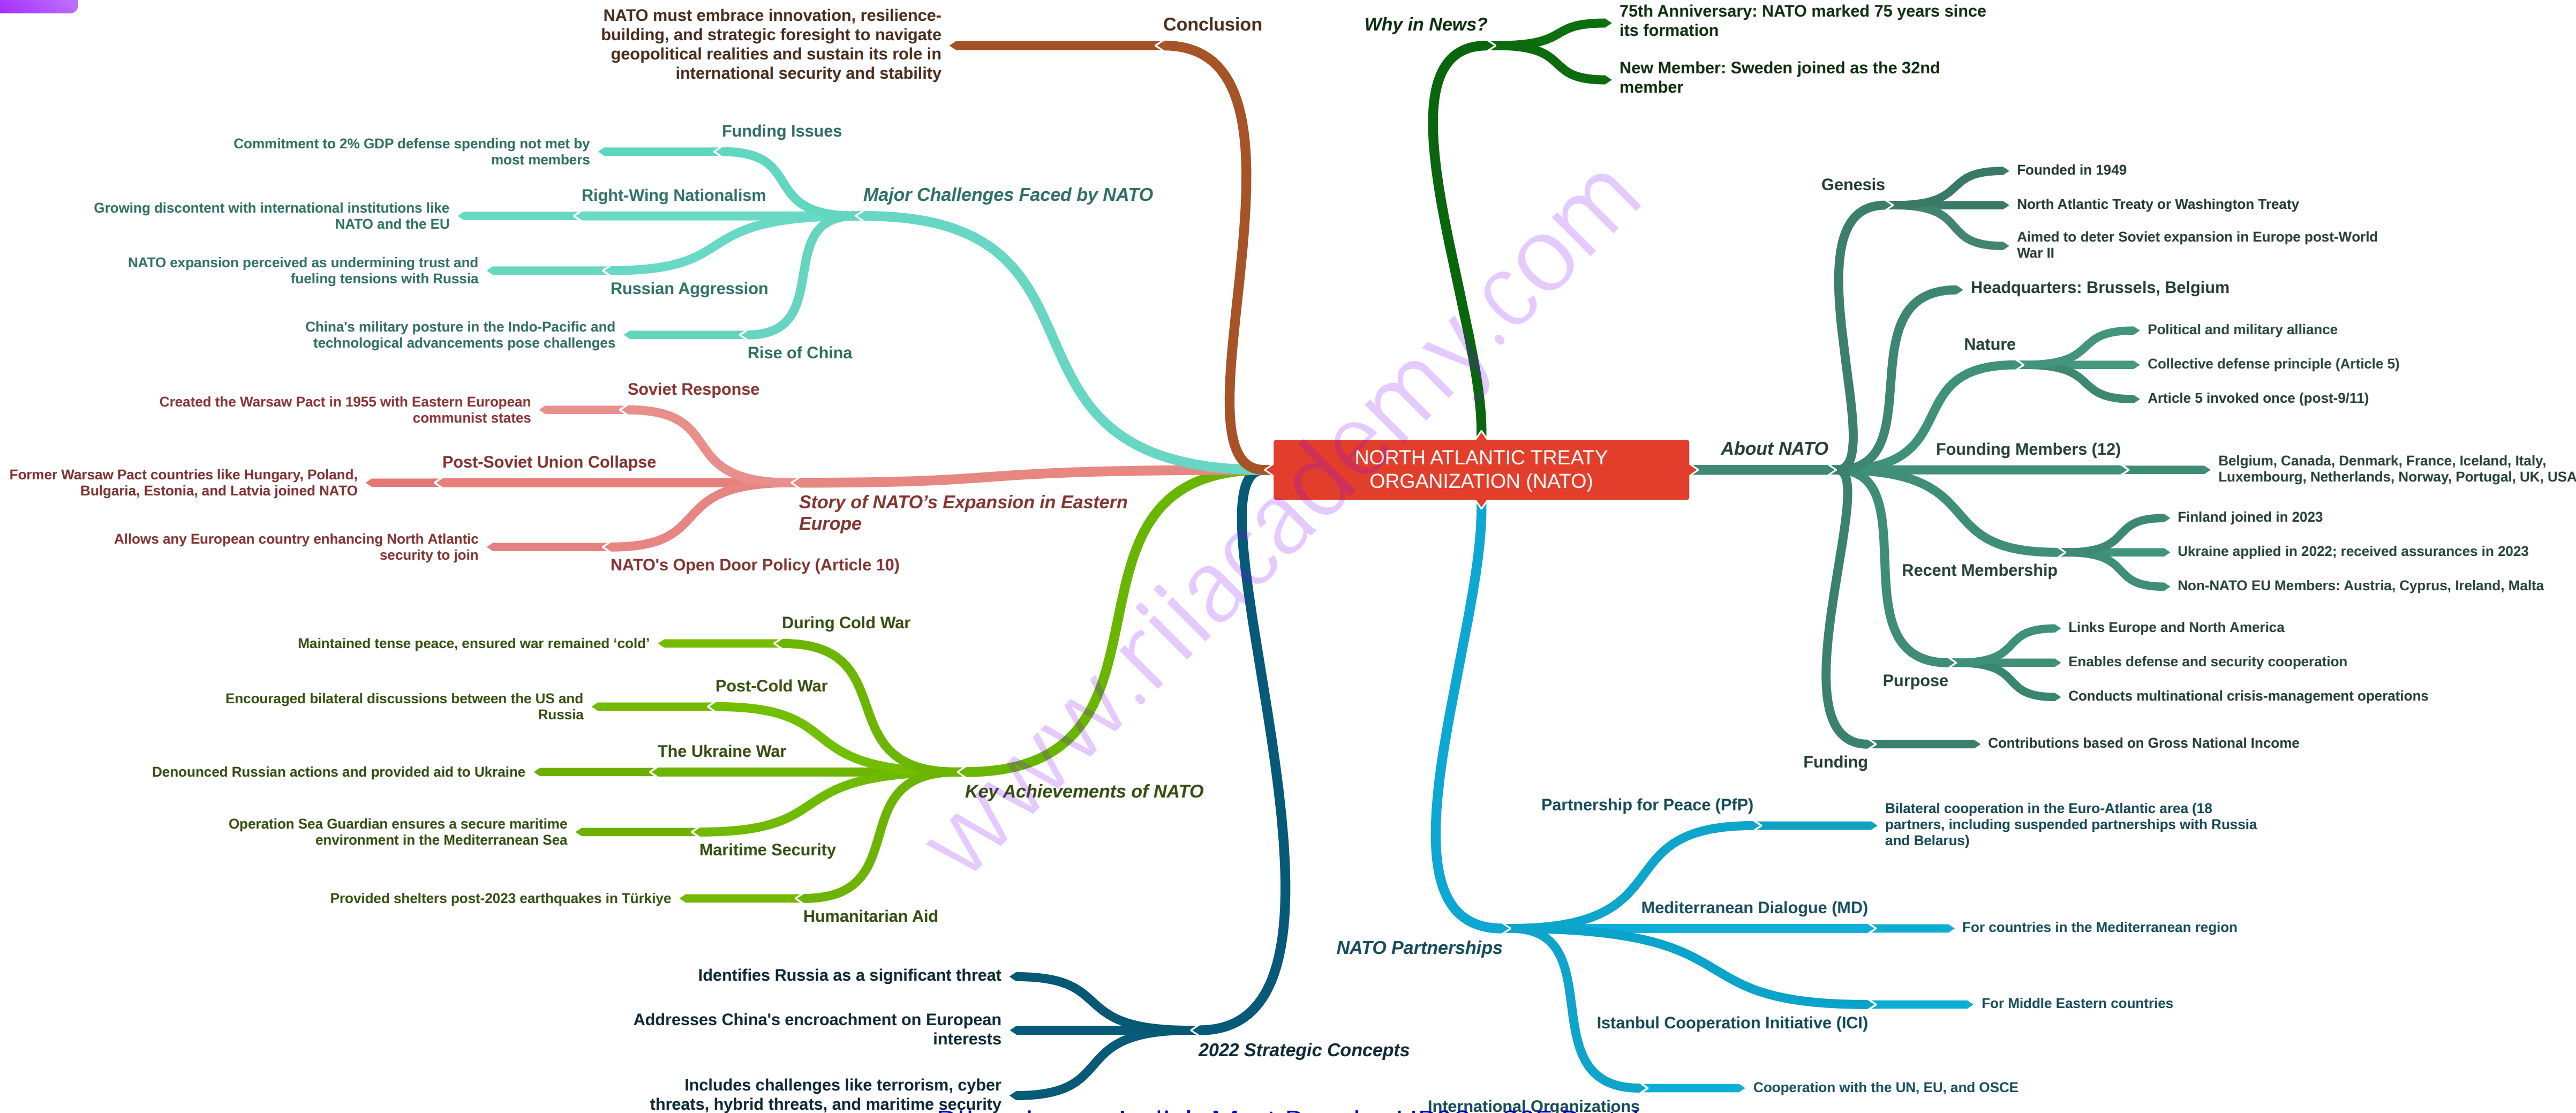 NORTH ATLANTIC TREATY
ORGANIZATION (NATO)
Why in News?
75th Anniversary: NATO marked 75 years since
its formation
New Member: Sweden joined as the 32nd
member
About NATO
Genesis
Founded in 1949
North Atlantic Treaty or Washington Treaty
Aimed to deter Soviet expansion in Europe post-World
War II
Headquarters: Brussels, Belgium
Nature
Political and military alliance
Collective defense principle (Article 5)
Article 5 invoked once (post-9/11)
Founding Members (12)
Belgium, Canada, Denmark, France, Iceland, Italy,
Luxembourg, Netherlands, Norway, Portugal, UK, USA
Recent Membership
Finland joined in 2023
Ukraine applied in 2022; received assurances in 2023
Non-NATO EU Members: Austria, Cyprus, Ireland, Malta
Purpose
Links Europe and North America
Enables defense and security cooperation
Conducts multinational crisis-management operations
Funding
Contributions based on Gross National Income
NATO Partnerships
Partnership for Peace (PfP)
Bilateral cooperation in the Euro-Atlantic area (18
partners, including suspended partnerships with Russia
and Belarus)
Mediterranean Dialogue (MD)
For countries in the Mediterranean region
Istanbul Cooperation Initiative (ICI)
For Middle Eastern countries
International Organizations
Cooperation with the UN, EU, and OSCE
Conclusion
NATO must embrace innovation, resilience-
building, and strategic foresight to navigate
geopolitical realities and sustain its role in
international security and stability
Major Challenges Faced by NATO
Funding Issues
Commitment to 2% GDP defense spending not met by
most members
Right-Wing Nationalism
Growing discontent with international institutions like
NATO and the EU
Russian Aggression
NATO expansion perceived as undermining trust and
fueling tensions with Russia
Rise of China
China's military posture in the Indo-Pacific and
technological advancements pose challenges
Story of NATO’s Expansion in Eastern
Europe
Soviet Response
Created the Warsaw Pact in 1955 with Eastern European
communist states
Post-Soviet Union Collapse
Former Warsaw Pact countries like Hungary, Poland,
Bulgaria, Estonia, and Latvia joined NATO
NATO's Open Door Policy (Article 10)
Allows any European country enhancing North Atlantic
security to join
Key Achievements of NATO
During Cold War
Maintained tense peace, ensured war remained ‘cold’
Post-Cold War
Encouraged bilateral discussions between the US and
Russia
The Ukraine War
Denounced Russian actions and provided aid to Ukraine
Maritime Security
Operation Sea Guardian ensures a secure maritime
environment in the Mediterranean Sea
Humanitarian Aid
Provided shelters post-2023 earthquakes in Türkiye
2022 Strategic Concepts
Identifies Russia as a significant threat
Addresses China's encroachment on European
interests
Includes challenges like terrorism, cyber
threats, hybrid threats, and maritime security